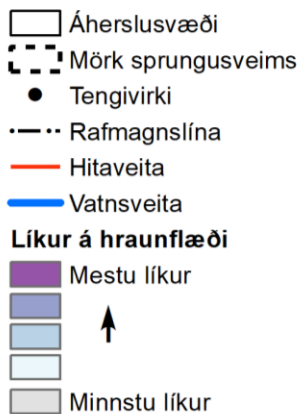 Áherslusvæði
Mörk sprungusveims
Tengivirki
Rafmagnslína
Hitaveita
Vatnsveita
Líkur á hraunflæði
Mestu líkur
Minnstu líkur